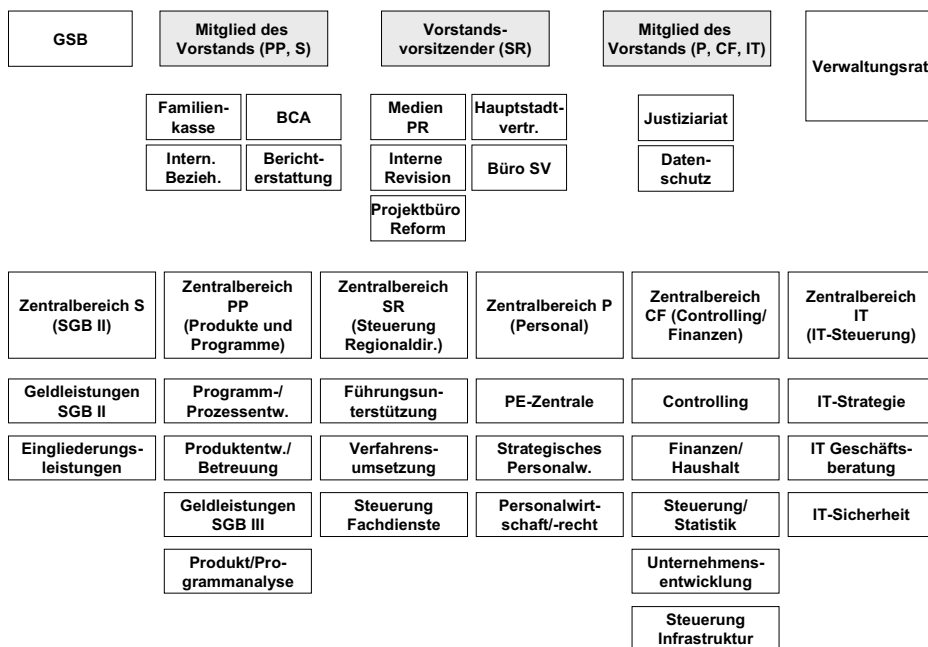 GSB
Mitglied des
Vorstands (PP, S)
Vorstands-
vorsitzender (SR)
Mitglied des
Vorstands (P, CF, IT)
Verwaltungsrat
Familien-
kasse
BCA
Medien
PR
Hauptstadt-
vertr.
Justiziariat
Intern.
Bezieh.
Bericht-
erstattung
Interne
Revision
Büro SV
Daten-
schutz
Projektbüro
Reform
Zentralbereich S
(SGB II)
Zentralbereich
PP
(Produkte und
Programme)
Zentralbereich
SR
(Steuerung
Regionaldir.)
Zentralbereich P
(Personal)
Zentralbereich
CF (Controlling/
Finanzen)
Zentralbereich
IT
(IT-Steuerung)
Geldleistungen
SGB II
Programm-/
Prozessentw.
Führungsun-
terstützung
PE-Zentrale
Controlling
IT-Strategie
Eingliederungs-
leistungen
Produktentw./
Betreuung
Verfahrens-
umsetzung
Strategisches
Personalw.
Finanzen/
Haushalt
IT Geschäfts-
beratung
Geldleistungen
SGB III
Steuerung
Fachdienste
Personalwirt-
schaft/-recht
Steuerung/
Statistik
IT-Sicherheit
Produkt/Pro-
grammanalyse
Unternehmens-
entwicklung
Steuerung
Infrastruktur